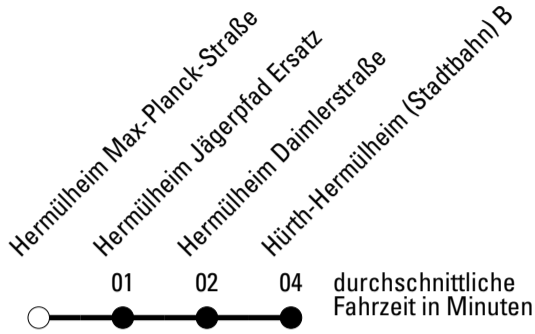 Hermülheim Max-Planck-Straße
Hermülheim Jägerpfad Ersatz
Hermülheim Daimlerstraße
Hürth-Hermülheim (Stadtbahn) B
01 02 04 durchschnittliche
Fahrzeit in Minuten